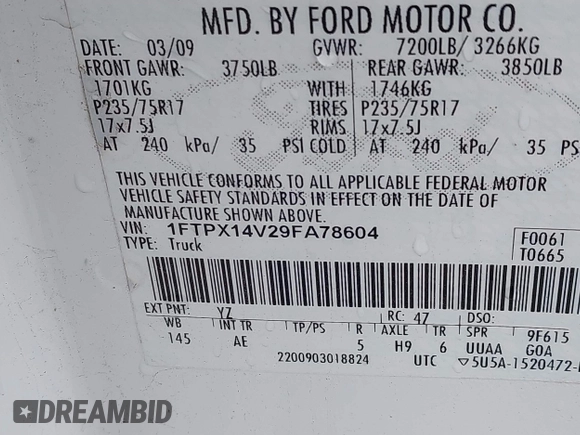 MFD. BY FORD MOTOR CO.
DATE: 03/09 GVWR: 7200LB/ 3266KG
FRONT GAWR: 3750LB REAR GAWR: 3850LB
1701KG WITH 1746KG
P235/75R17 TIRES P235/75R17
17x7.5J RIMS 17x7.5J
AT 240 kPa/ 35 PSI COLD AT 240 kPa/ 35 PS
THIS VEHICLE CONFORMS TO ALL APPLICABLE FEDERAL MOTOR
VEHICLE SAFETY STANDARDS IN EFFECT ON THE DATE OF
MANUFACTURE SHOWN ABOVE.
VIN: 1FTPX14V29FA78604 F0061
TYPE: Truck T0665
EXT PNT: YZ RC: 47 DSO:
WB INT TR TP/PS R AXLE TR SPR 9F615
145 AE 5 H9 6 UUAA G0A
2200903018824 UTC ▽5U5A-1520472-
DREAMBID